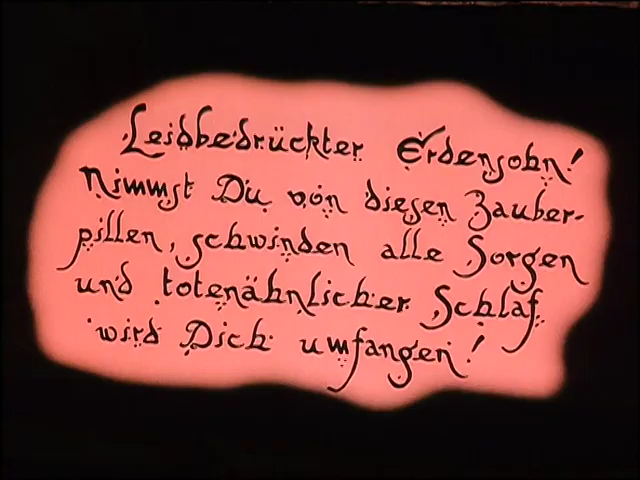 Leidbedrückter Erdensohn!
Nimmst Du von diesen Zauber-
pillen, schwinden alle Sorgen
und totenähnlicher Schlaf
wird Dich umfangen!